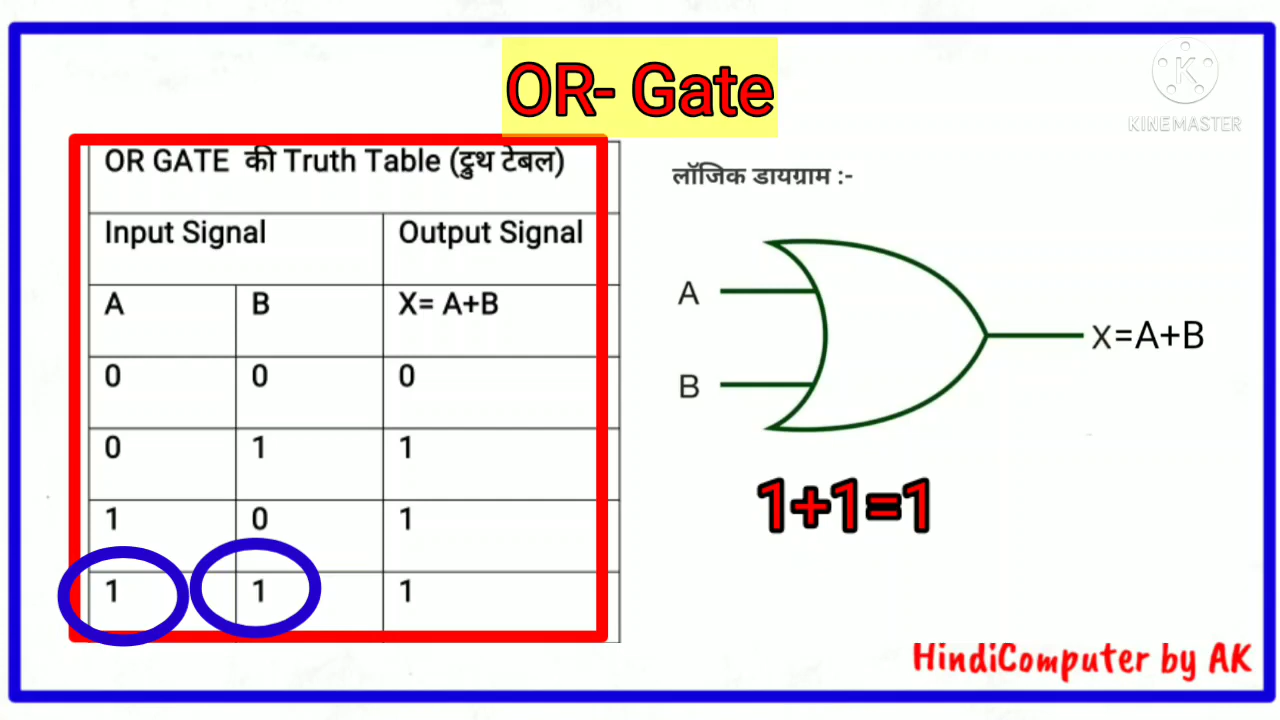 OR- Gate
KINEMASTER
OR GATE की Truth Table (ट्रुथ टेबल)
Input Signal Output Signal
A B X= A+B
0 0 0
0 1 1
1 0 1
1 1 1
लॉजिक डायग्राम :-
A
B
X=A+B
1+1=1
HindiComputer by AK